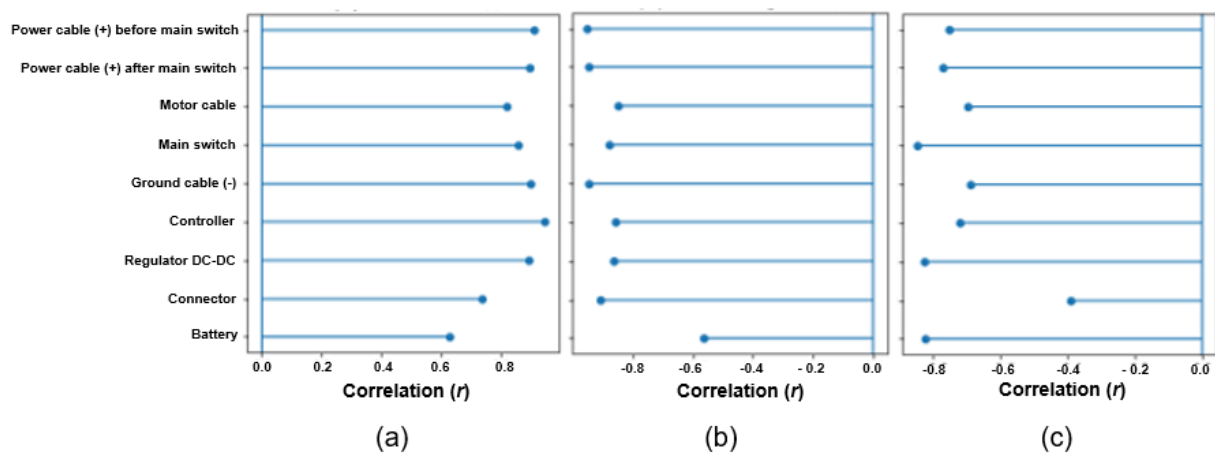 Power cable (+) before main switch
Power cable (+) after main switch
Motor cable
Main switch
Ground cable (-)
Controller
Regulator DC-DC
Connector
Battery
0.0 0.2 0.4 0.6 0.8
-0.8 -0.6 -0.4 - 0.2 0.0
-0.8 -0.6 -0.4 - 0.2 0.0
Correlation (r) Correlation (r) Correlation (r)
(a) (b) (c)